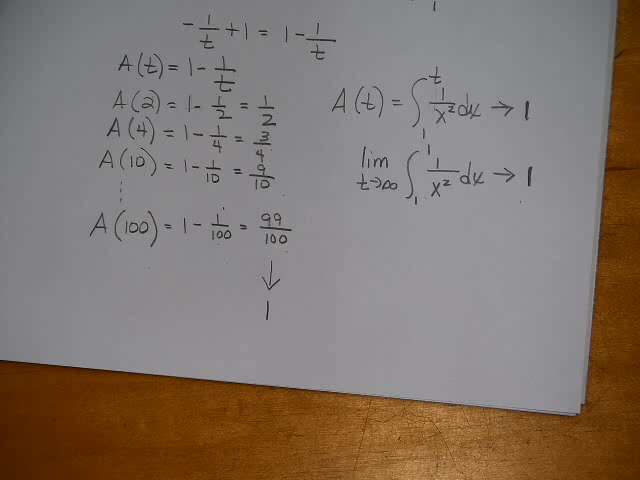 -1/t + 1 = 1 - 1/t
A(t) = 1 - 1/t
A(2) = 1 - 1/2 = 1/2
A(4) = 1 - 1/4 = 3/4
A(10) = 1 - 1/10 = 9/10
⋮
A(100) = 1 - 1/100 = 99/100
↓
1
A(t) = ∫₁ᵗ 1/x² dx → 1
lim t→∞ ∫₁¹ 1/x² dx → 1